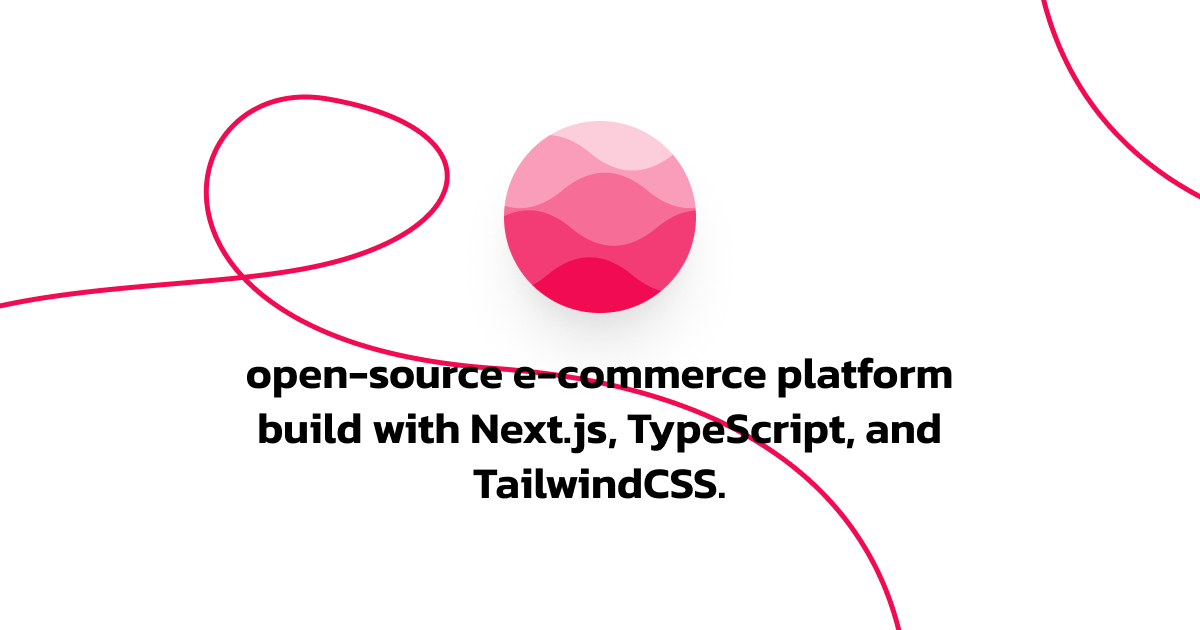 open-source e-commerce platform
build with Next.js, TypeScript, and
TailwindCSS.